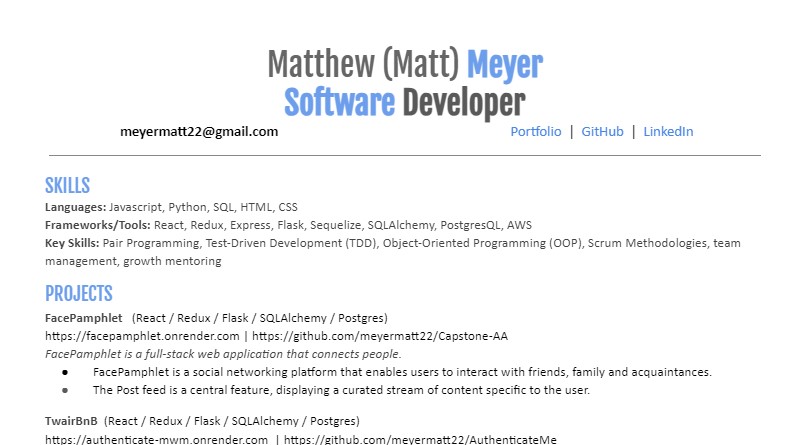 Matthew (Matt) Meyer
Software Developer
meyermatt22@gmail.com
Portfolio | GitHub | LinkedIn
SKILLS
Languages: Javascript, Python, SQL, HTML, CSS
Frameworks/Tools: React, Redux, Express, Flask, Sequelize, SQLAlchemy, PostgresQL, AWS
Key Skills: Pair Programming, Test-Driven Development (TDD), Object-Oriented Programming (OOP), Scrum Methodologies, team
management, growth mentoring
PROJECTS
FacePamphlet (React / Redux / Flask / SQLAlchemy / Postgres)
https://facepamphlet.onrender.com | https://github.com/meyermatt22/Capstone-AA
FacePamphlet is a full-stack web application that connects people.
● FacePamphlet is a social networking platform that enables users to interact with friends, family and acquaintances.
● The Post feed is a central feature, displaying a curated stream of content specific to the user.
TwairBnB (React / Redux / Flask / SQLAlchemy / Postgres)
https://authenticate-mwm.onrender.com | https://github.com/meyermatt22/AuthenticateMe